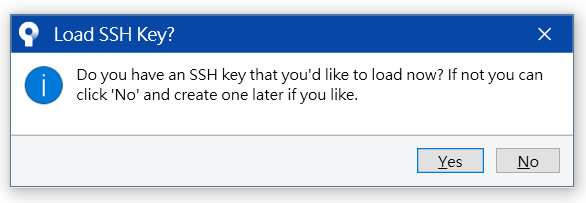 Load SSH Key?
Do you have an SSH key that you'd like to load now? If not you can
click 'No' and create one later if you like.
Yes
No